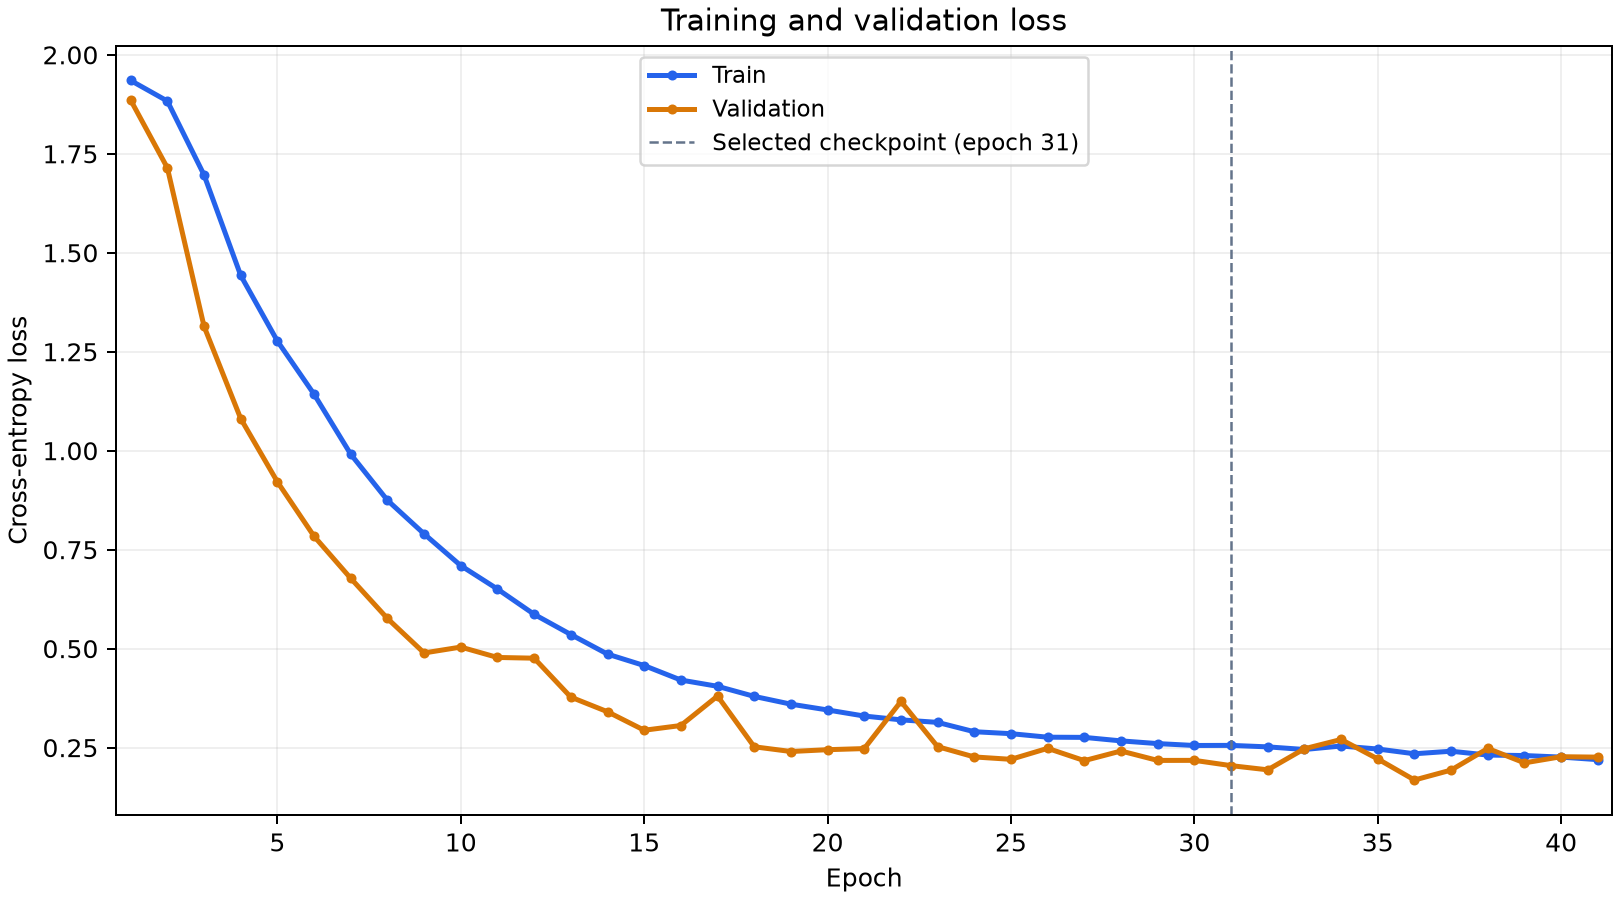 Training and validation loss
Train
Validation
Selected checkpoint (epoch 31)
2.00
1.75
1.50
1.25
1.00
0.75
0.50
0.25
Cross-entropy loss
5 10 15 20 25 30 35 40
Epoch